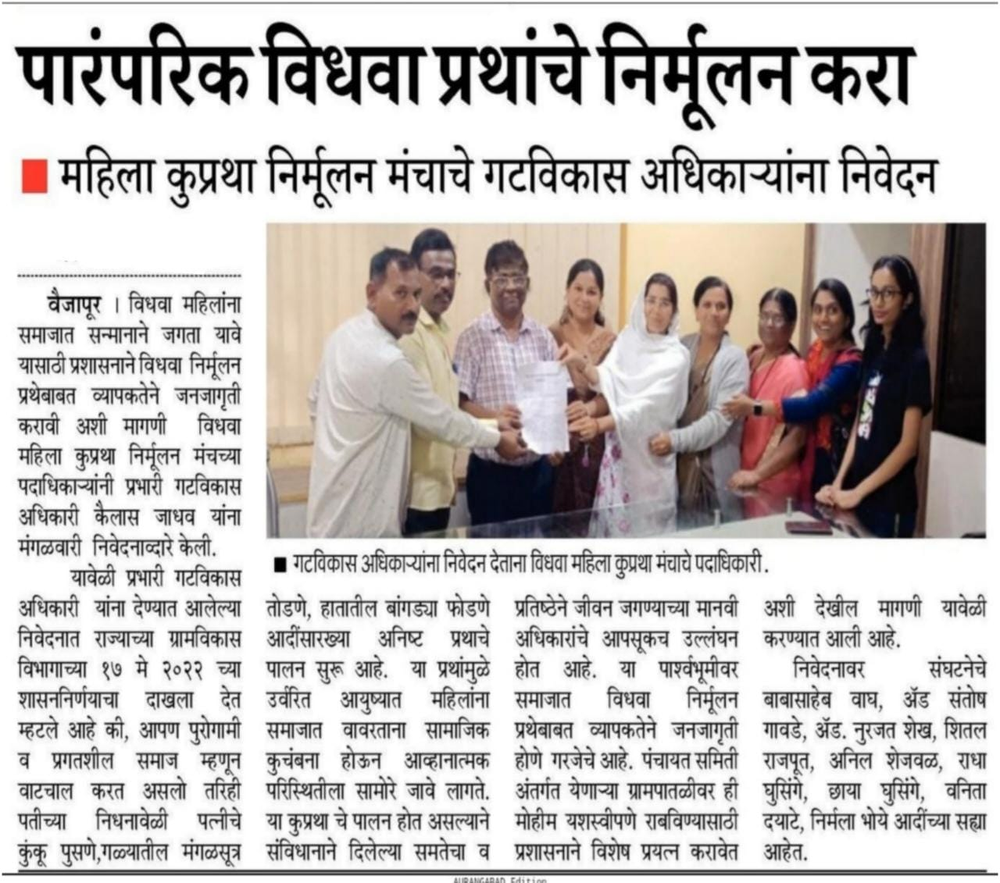 पारंपरिक विधवा प्रथांचे निर्मूलन करा
महिला कुप्रथा निर्मूलन मंचाचे गटविकास अधिकाऱ्यांना निवेदन
वैजापूर । विधवा महिलांना
समाजात सन्मानाने जगता यावे
यासाठी प्रशासनाने विधवा निर्मूलन
प्रथेबाबत व्यापकतेने जनजागृती
करावी अशी मागणी विधवा
महिला कुप्रथा निर्मूलन मंचच्या
पदाधिकाऱ्यांनी प्रभारी गटविकास
अधिकारी कैलास जाधव यांना
मंगळवारी निवेदनाव्दारे केली.
यावेळी प्रभारी गटविकास
अधिकारी यांना देण्यात आलेल्या
निवेदनात राज्याच्या ग्रामविकास
विभागाच्या १७ मे २०२२ च्या
शासननिर्णयाचा दाखला देत
म्हटले आहे की, आपण पुरोगामी
व प्रगतशील समाज म्हणून
वाटचाल करत असलो तरिही
पतीच्या निधनावेळी पत्नीचे
कुंकू पुसणे,गळ्यातील मंगळसूत्र
गटविकास अधिकाऱ्यांना निवेदन देताना विधवा महिला कुप्रथा मंचाचे पदाधिकारी.
तोडणे, हातातील बांगड्या फोडणे
आदींसारख्या अनिष्ट प्रथाचे
पालन सुरू आहे. या प्रथांमुळे
उर्वरित आयुष्यात महिलांना
समाजात वावरताना सामाजिक
कुचंबना होऊन आव्हानात्मक
परिस्थितीला सामोरे जावे लागते.
या कुप्रथा चे पालन होत असल्याने
संविधानाने दिलेल्या समतेचा व
प्रतिष्ठेने जीवन जगण्याच्या मानवी
अधिकारांचे आपसूकच उल्लंघन
होत आहे. या पार्श्वभूमीवर
समाजात विधवा निर्मूलन
प्रथेबाबत व्यापकतेने जनजागृती
होणे गरजेचे आहे. पंचायत समिती
अंतर्गत येणाऱ्या ग्रामपातळीवर ही
मोहीम यशस्वीपणे राबविण्यासाठी
प्रशासनाने विशेष प्रयत्न करावेत
अशी देखील मागणी यावेळी
करण्यात आली आहे.
निवेदनावर संघटनेचे
बाबासाहेब वाघ, ॲड संतोष
गावडे, ॲड. नुरजत शेख, शितल
राजपूत, अनिल शेजवळ, राधा
घुसिंगे, छाया घुसिंगे, वनिता
दयाटे, निर्मला भोये आदींच्या सह्या
आहेत.
AURANGABAD Edition